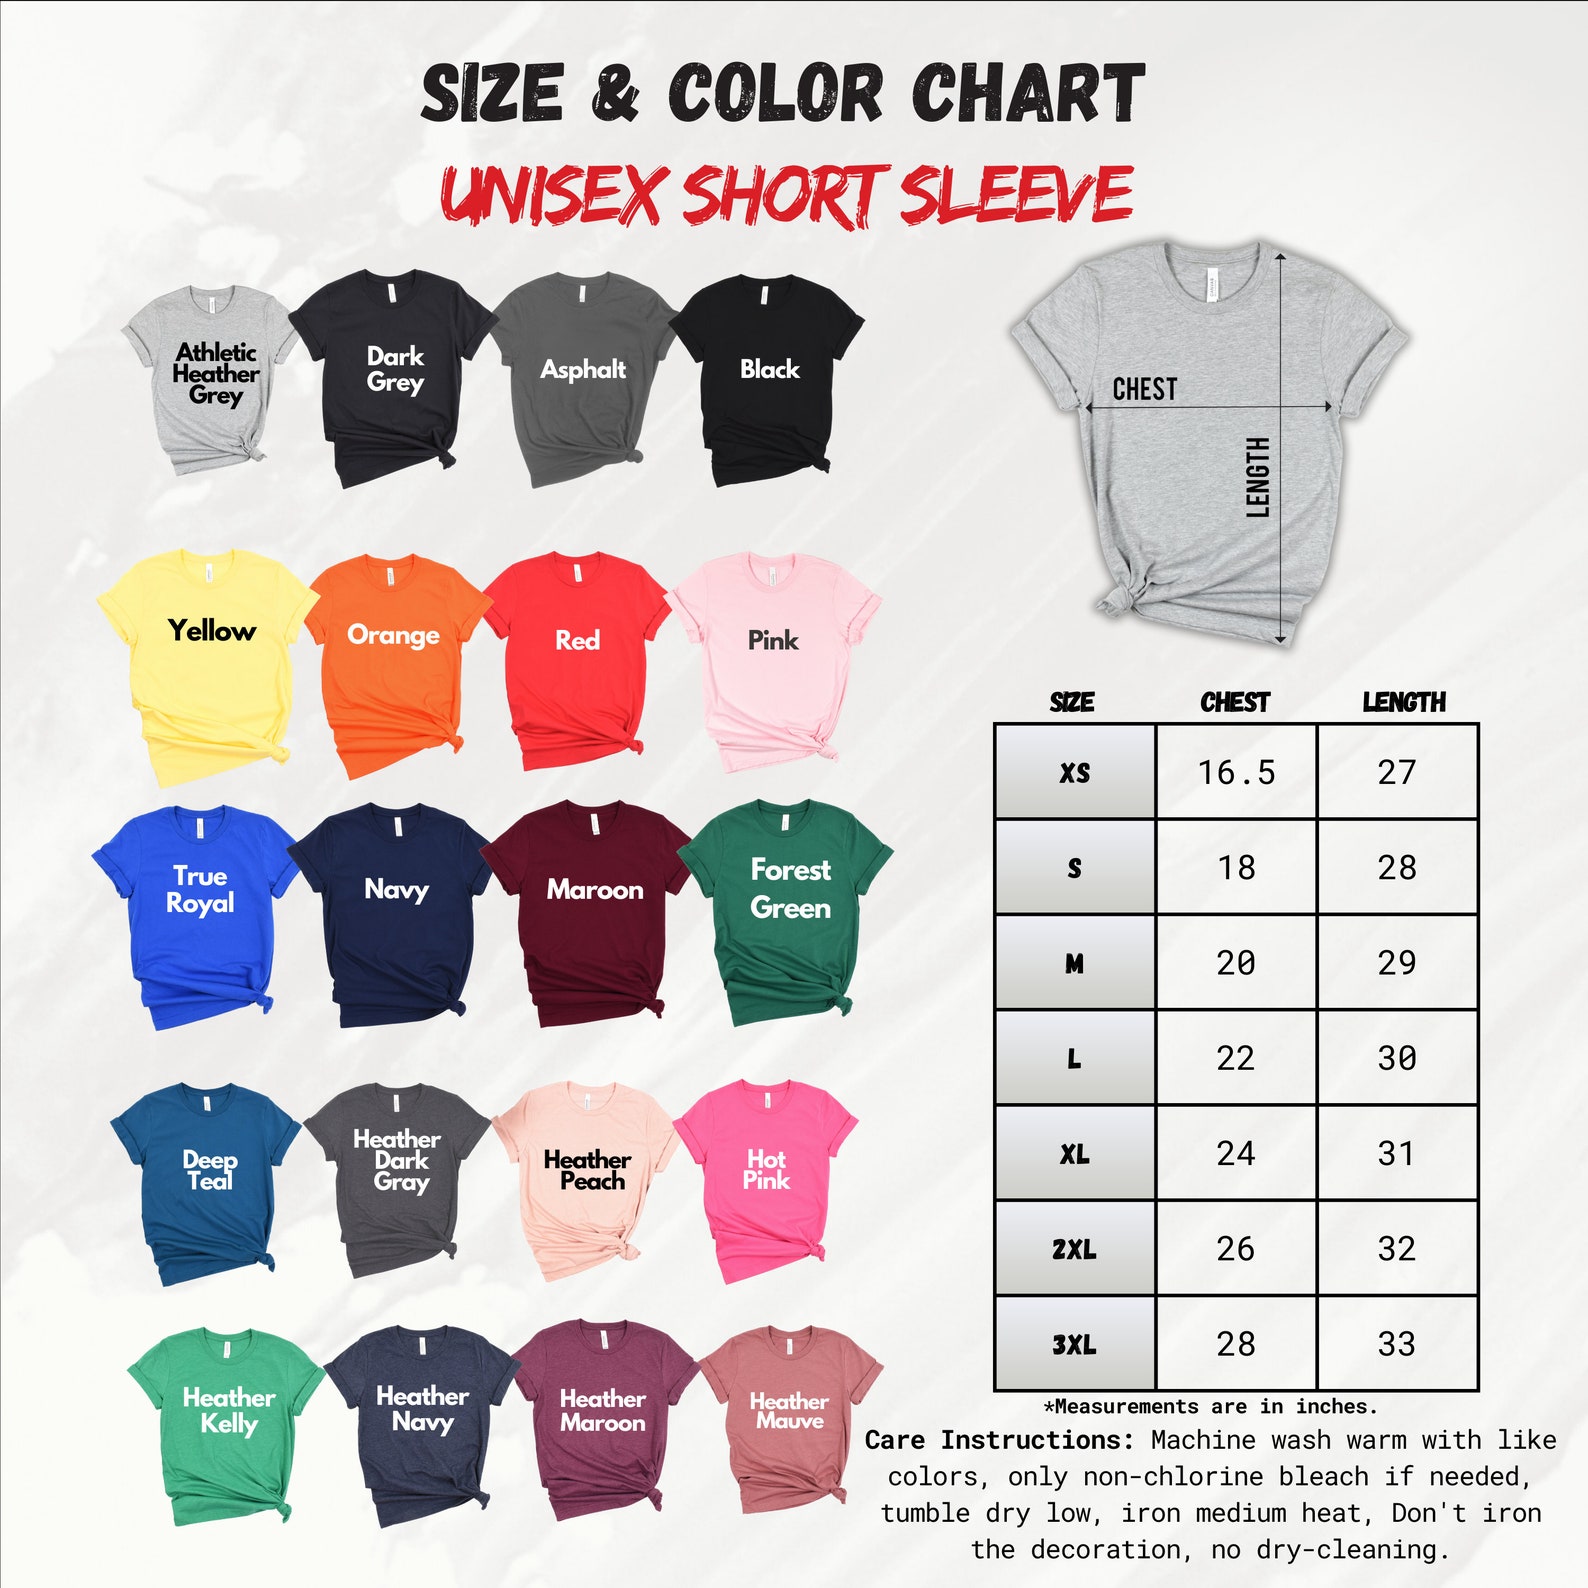 SIZE & COLOR CHART
UNISEX SHORT SLEEVE
Athletic
Heather
Grey
Dark
Grey
Asphalt
Black
CHEST
LENGTH
Yellow
Orange
Red
Pink
True
Royal
Navy
Maroon
Forest
Green
Deep
Teal
Heather
Dark
Gray
Heather
Peach
Hot
Pink
Heather
Kelly
Heather
Navy
Heather
Maroon
Heather
Mauve
SIZE CHEST LENGTH
XS 16.5 27
S 18 28
M 20 29
L 22 30
XL 24 31
2XL 26 32
3XL 28 33
*Measurements are in inches.
Care Instructions: Machine wash warm with like
colors, only non-chlorine bleach if needed,
tumble dry low, iron medium heat, Don't iron
the decoration, no dry-cleaning.